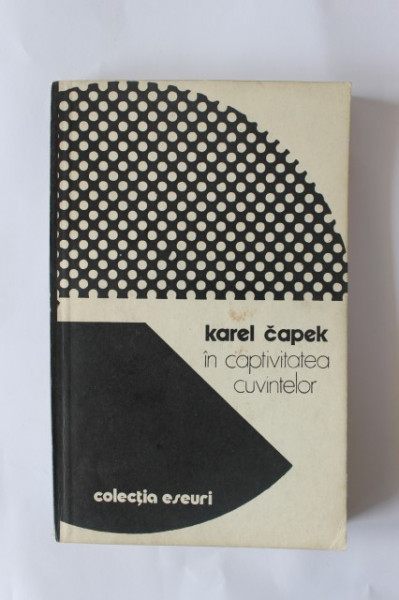 karel čapek
în captivitatea
cuvintelor
colecția eseuri